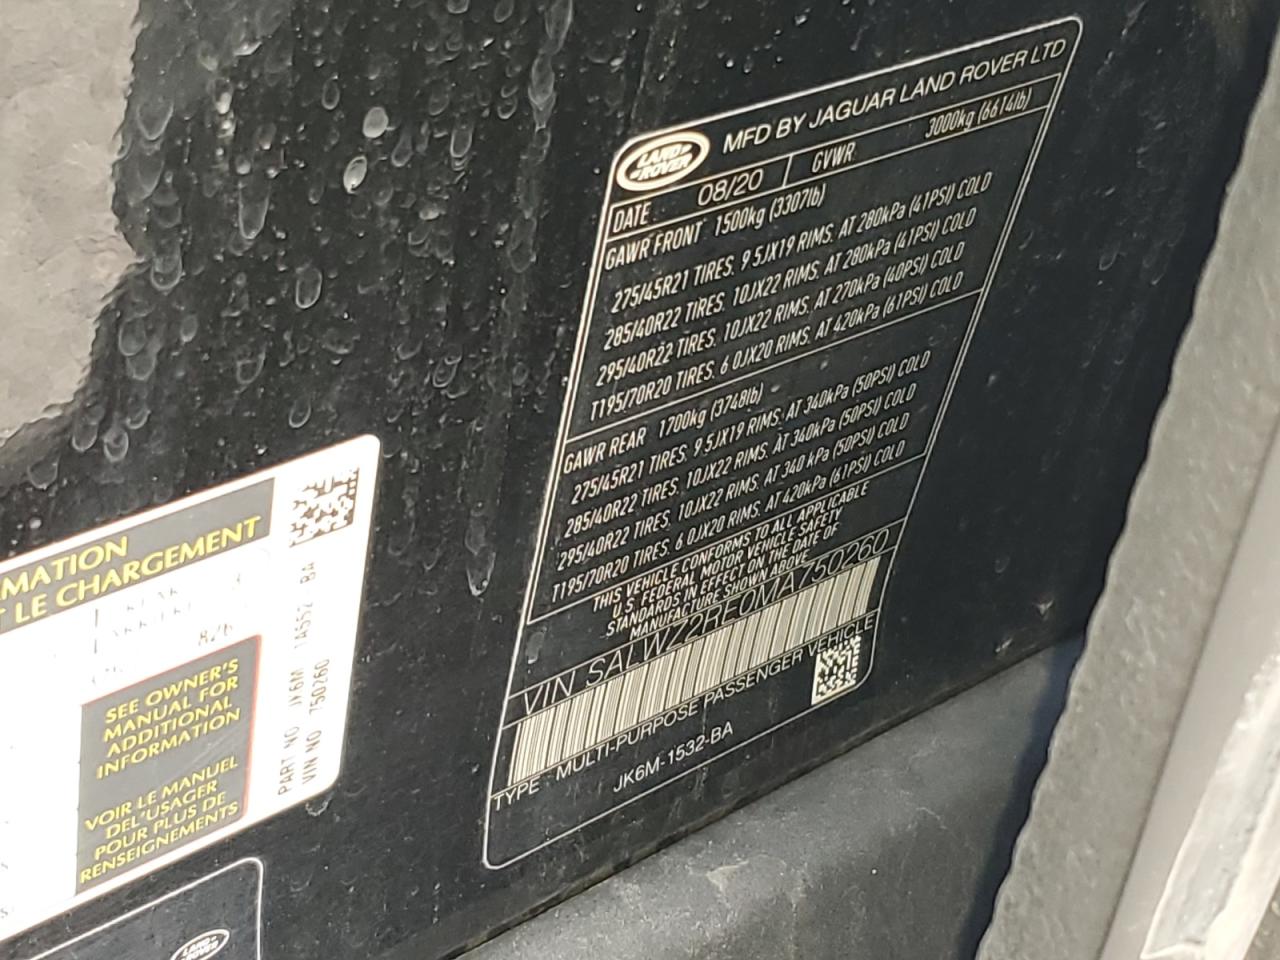 LAND
ROVER
MFD BY JAGUAR LAND ROVER LTD
DATE 08/20 GVWR 3000kg (6614lb)
GAWR FRONT 1500kg (3307lb)
275/45R21 TIRES. 9 5JX19 RIMS. AT 280kPa (41PSI) COLD
285/40R22 TIRES. 10JX22 RIMS. AT 280kPa (41PSI) COLD
295/40R22 TIRES. 10JX22 RIMS. AT 270kPa (40PSI) COLD
T195/70R20 TIRES. 6 0JX20 RIMS. AT 420kPa (61PSI) COLD
GAWR REAR 1700kg (3748lb)
275/45R21 TIRES. 9 5JX19 RIMS. AT 340kPa (50PSI) COLD
285/40R22 TIRES. 10JX22 RIMS. AT 340kPa (50PSI) COLD
295/40R22 TIRES. 10JX22 RIMS. AT 340 kPa (50PSI) COLD
T195/70R20 TIRES. 6 0JX20 RIMS. AT 420kPa (61PSI) COLD
THIS VEHICLE CONFORMS TO ALL APPLICABLE
U.S. FEDERAL MOTOR VEHICLE SAFETY
STANDARDS IN EFFECT ON THE DATE OF
MANUFACTURE SHOWN ABOVE.
VIN SALWZ2RE0MA750260
TYPE : MULTI-PURPOSE PASSENGER VEHICLE
JK6M-1532-BA
RMATION
T LE CHARGEMENT
826
SEE OWNER'S
MANUAL FOR
ADDITIONAL
INFORMATION
VOIR LE MANUEL
DEL'USAGER
POUR PLUS DE
RENSEIGNEMENTS
PART NO JK6M 1A552 BA
VIN NO 750260
LAND
ROVER